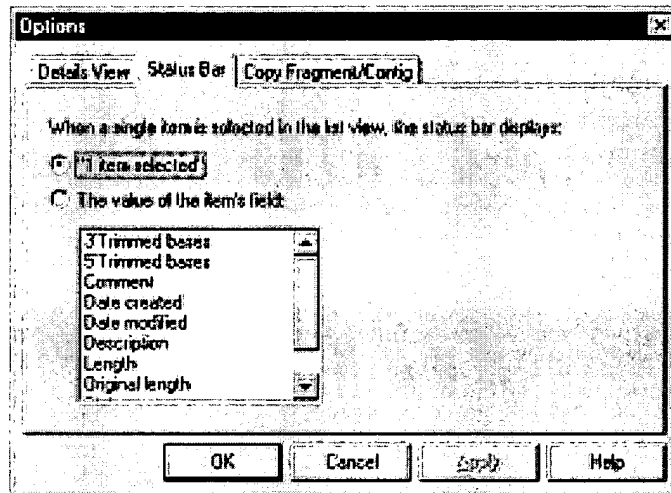 Options
Details View Status Bar Copy Fragment/Contig
When a single item is selected in the list view, the status bar displays:
"1 item selected"
The value of the item's field:
3'Trimmed bases
5'Trimmed bases
Comment
Date created
Date modified
Description
Length
Original length
OK Cancel Apply Help